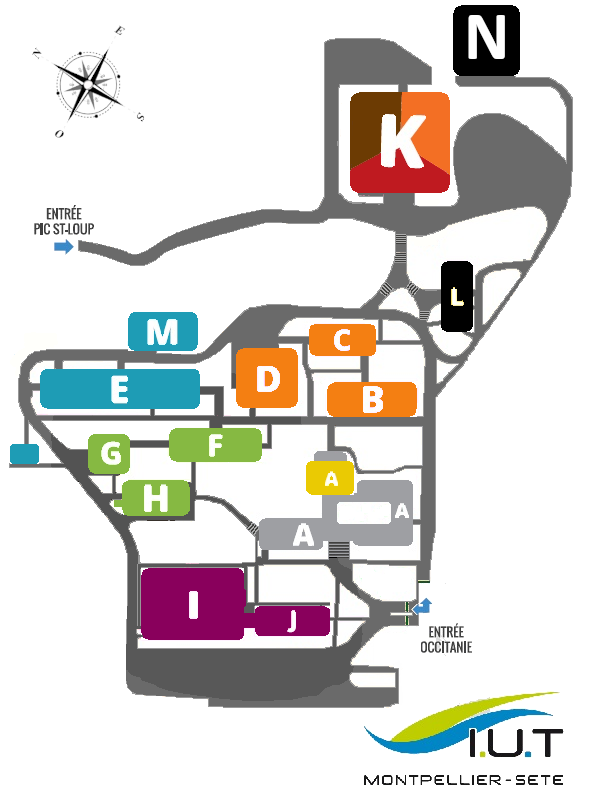 N
E
N
K
S
O
ENTRÉE
PIC ST-LOUP
L
M
C
D
E
B
F
G
A
H
A
A
I
J
ENTRÉE
OCCITANIE
I.U.T
MONTPELLIER-SETE